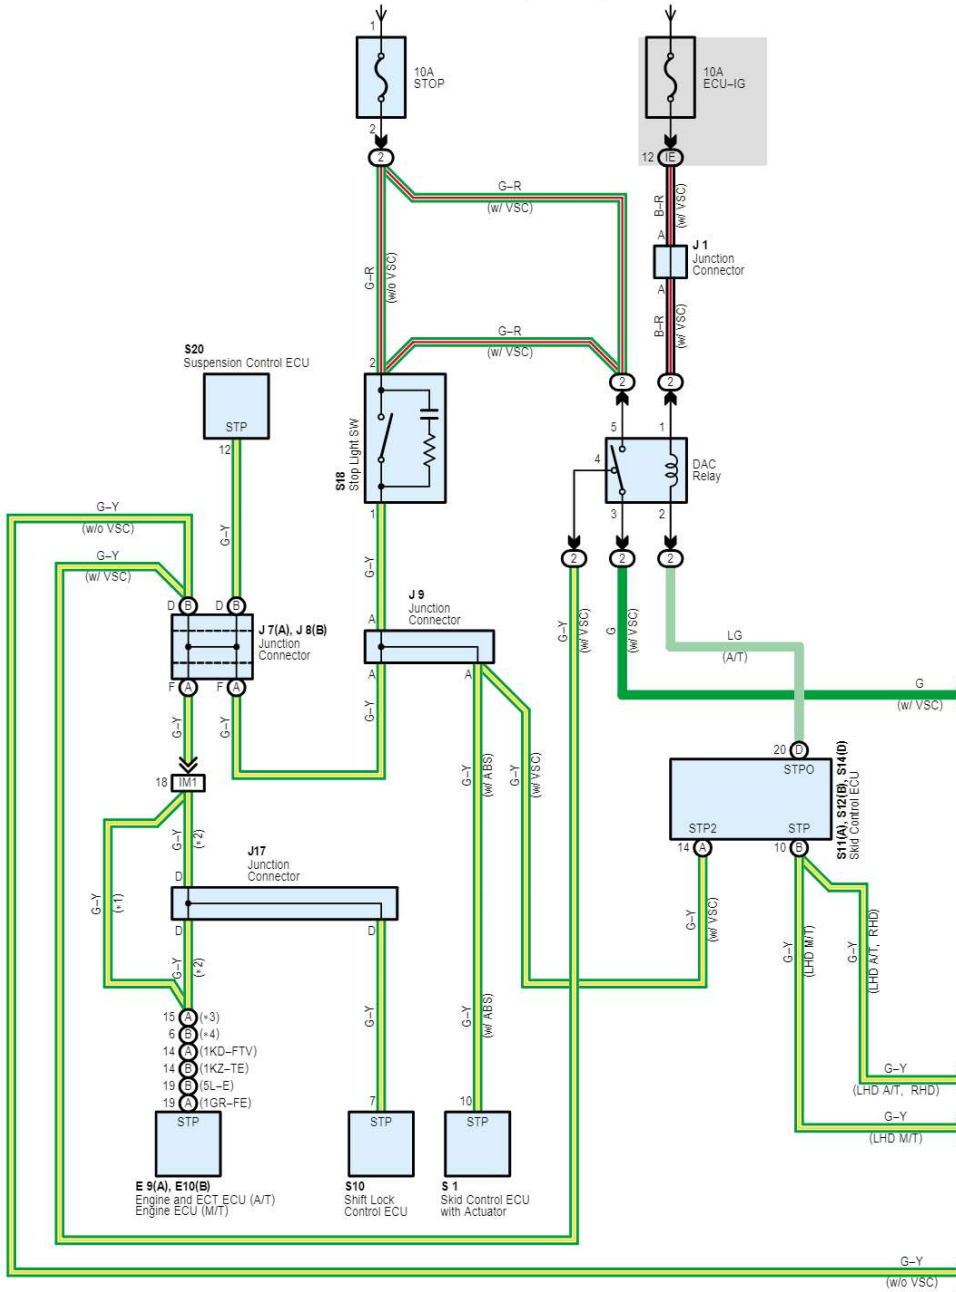 1
10A
STOP
2
2
10A
ECU–IG
12 IE
G–R
(w/ VSC)
B–R
(w/ VSC)
A
J 1
Junction
Connector
A
B–R
(w/ VSC)
G–R
(w/o VSC)
G–R
(w/ VSC)
2
2
2
S20
Suspension Control ECU
STP
12
S18
Stop Light SW
1
5
1
4
DAC
Relay
3
2
2
2
2
G–Y
(w/o VSC)
G–Y
(w/ VSC)
G–Y
G–Y
D B
D B
J 7(A), J 8(B)
Junction
Connector
F A
F A
J 9
Junction
Connector
A
A
A
G–Y
(w/ VSC)
G
(w/ VSC)
LG
(A/T)
G
(w/ VSC)
G–Y
G–Y
G–Y
G–Y
(w/ ABS)
G–Y
(w/ VSC)
18 IM1
20 D
STPO
STP2
STP
S11(A), S12(B), S14(D)
Skid Control ECU
14 A
10 B
G–Y
(*2)
J17
Junction
Connector
D
D
D
G–Y
(*1)
G–Y
(*2)
G–Y
G–Y
(w/ ABS)
G–Y
(w/ VSC)
G–Y
(LHD M/T)
G–Y
(LHD A/T, RHD)
15 A (*3)
6 B (*4)
14 A (1KD–FTV)
14 B (1KZ–TE)
19 B (5L–E)
19 A (1GR–FE)
7
10
STP
STP
STP
G–Y
(LHD A/T, RHD)
G–Y
(LHD M/T)
E 9(A), E10(B)
Engine and ECT ECU (A/T)
Engine ECU (M/T)
S10
Shift Lock
Control ECU
S 1
Skid Control ECU
with Actuator
G–Y
(w/o VSC)